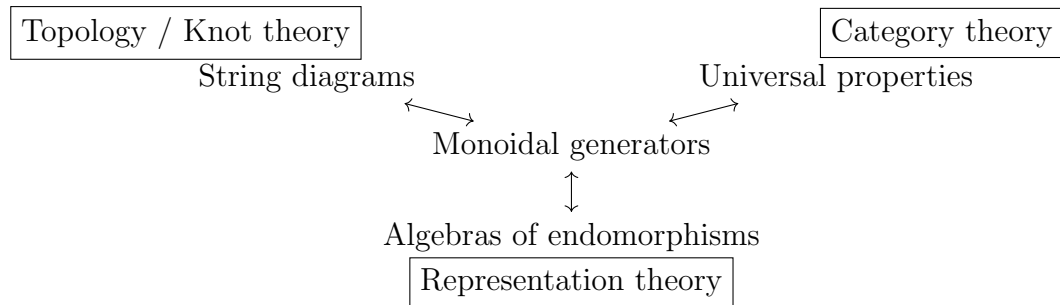 Topology / Knot theory
Category theory
String diagrams
Universal properties
Monoidal generators
Algebras of endomorphisms
Representation theory